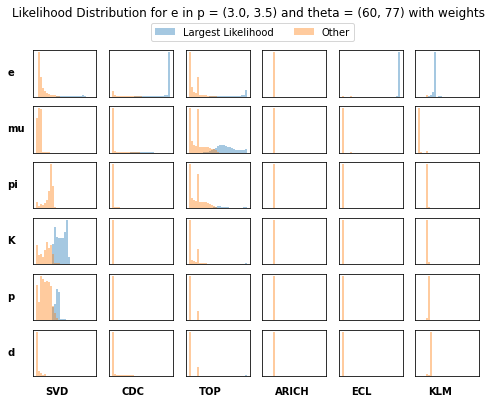 Likelihood Distribution for e in p = (3.0, 3.5) and theta = (60, 77) with weights
Largest Likelihood Other
e
mu
pi
K
p
d
SVD CDC TOP ARICH ECL KLM